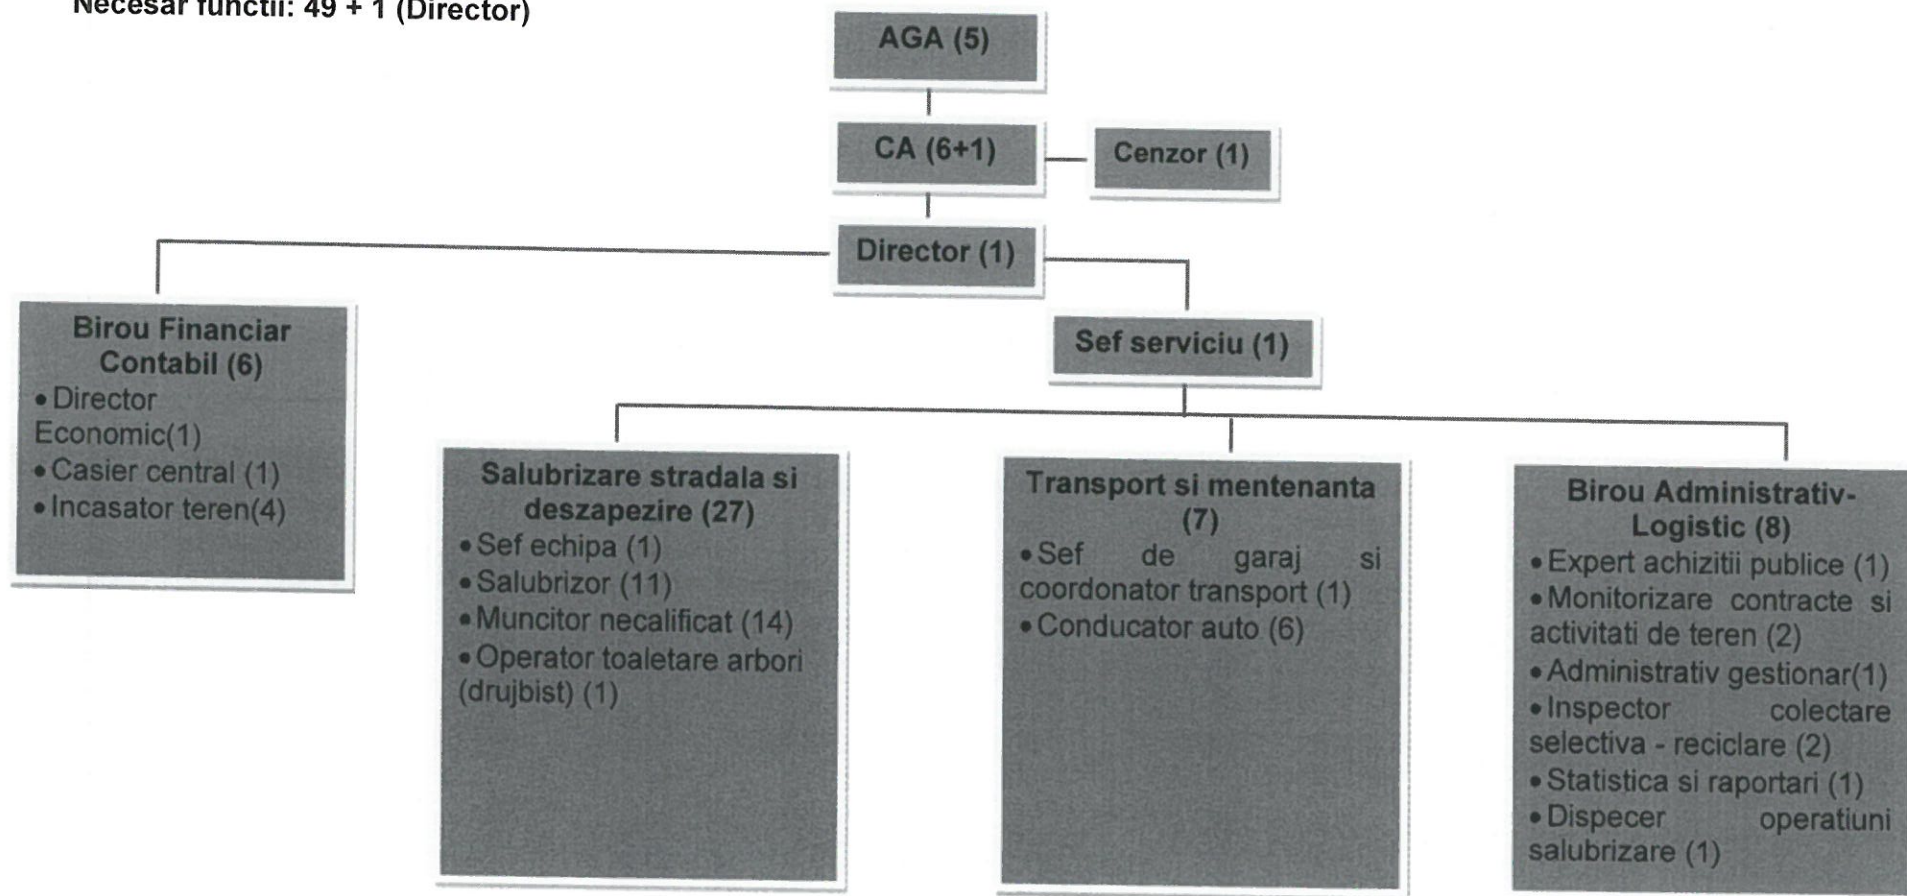 Necesar functii: 49 + 1 (Director)
AGA (5)
CA (6+1)
Cenzor (1)
Director (1)
Birou Financiar
Contabil (6)
• Director
Economic(1)
• Casier central (1)
• Incasator teren(4)
Sef serviciu (1)
Salubrizare stradala si
deszapezire (27)
• Sef echipa (1)
• Salubrizor (11)
• Muncitor necalificat (14)
• Operator toaletare arbori
(drujbist) (1)
Transport si mentenanta
(7)
• Sef de garaj si
coordonator transport (1)
• Conducator auto (6)
Birou Administrativ-
Logistic (8)
• Expert achizitii publice (1)
• Monitorizare contracte si
activitati de teren (2)
• Administrativ gestionar(1)
• Inspector colectare
selectiva - reciclare (2)
• Statistica si raportari (1)
• Dispecer operatiuni
salubrizare (1)